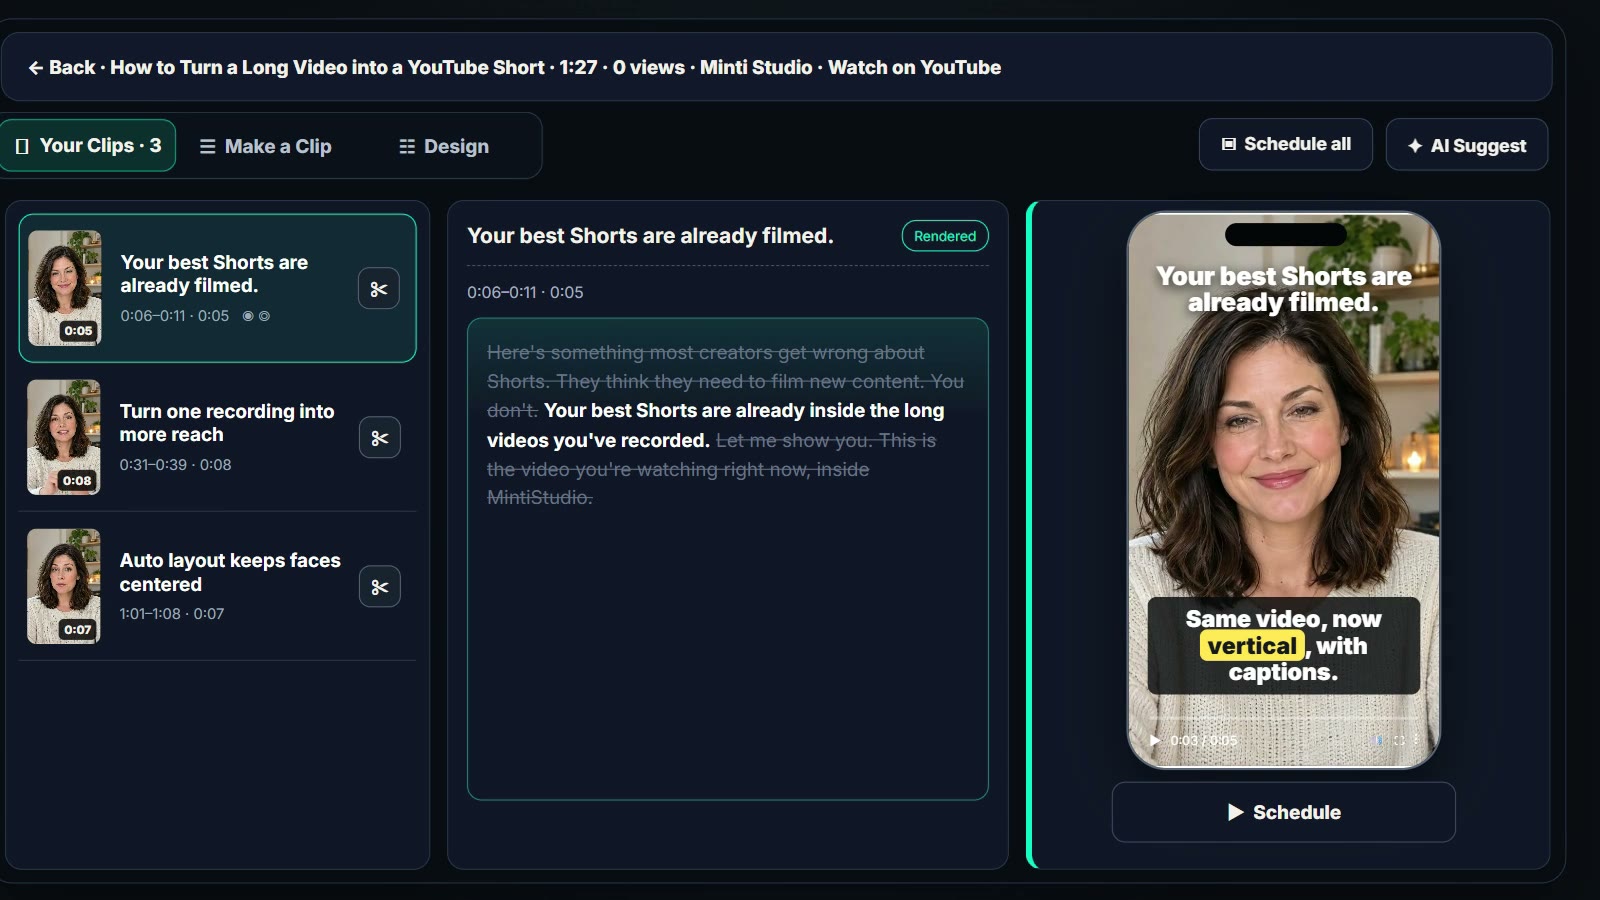 ← Back · How to Turn a Long Video into a YouTube Short · 1:27 · 0 views · Minti Studio · Watch on YouTube
Your Clips · 3
Make a Clip
Design
Schedule all
AI Suggest
Your best Shorts are
already filmed.
0:06–0:11 · 0:05
0:05
Turn one recording into
more reach
0:31–0:39 · 0:08
0:08
Auto layout keeps faces
centered
1:01–1:08 · 0:07
0:07
Your best Shorts are already filmed.
Rendered
0:06–0:11 · 0:05
Here's something most creators get wrong about
Shorts. They think they need to film new content. You
don't. Your best Shorts are already inside the long
videos you've recorded. Let me show you. This is
the video you're watching right now, inside
MintiStudio.
Your best Shorts are
already filmed.
Same video, now
vertical, with
captions.
0:03 / 0:05
Schedule